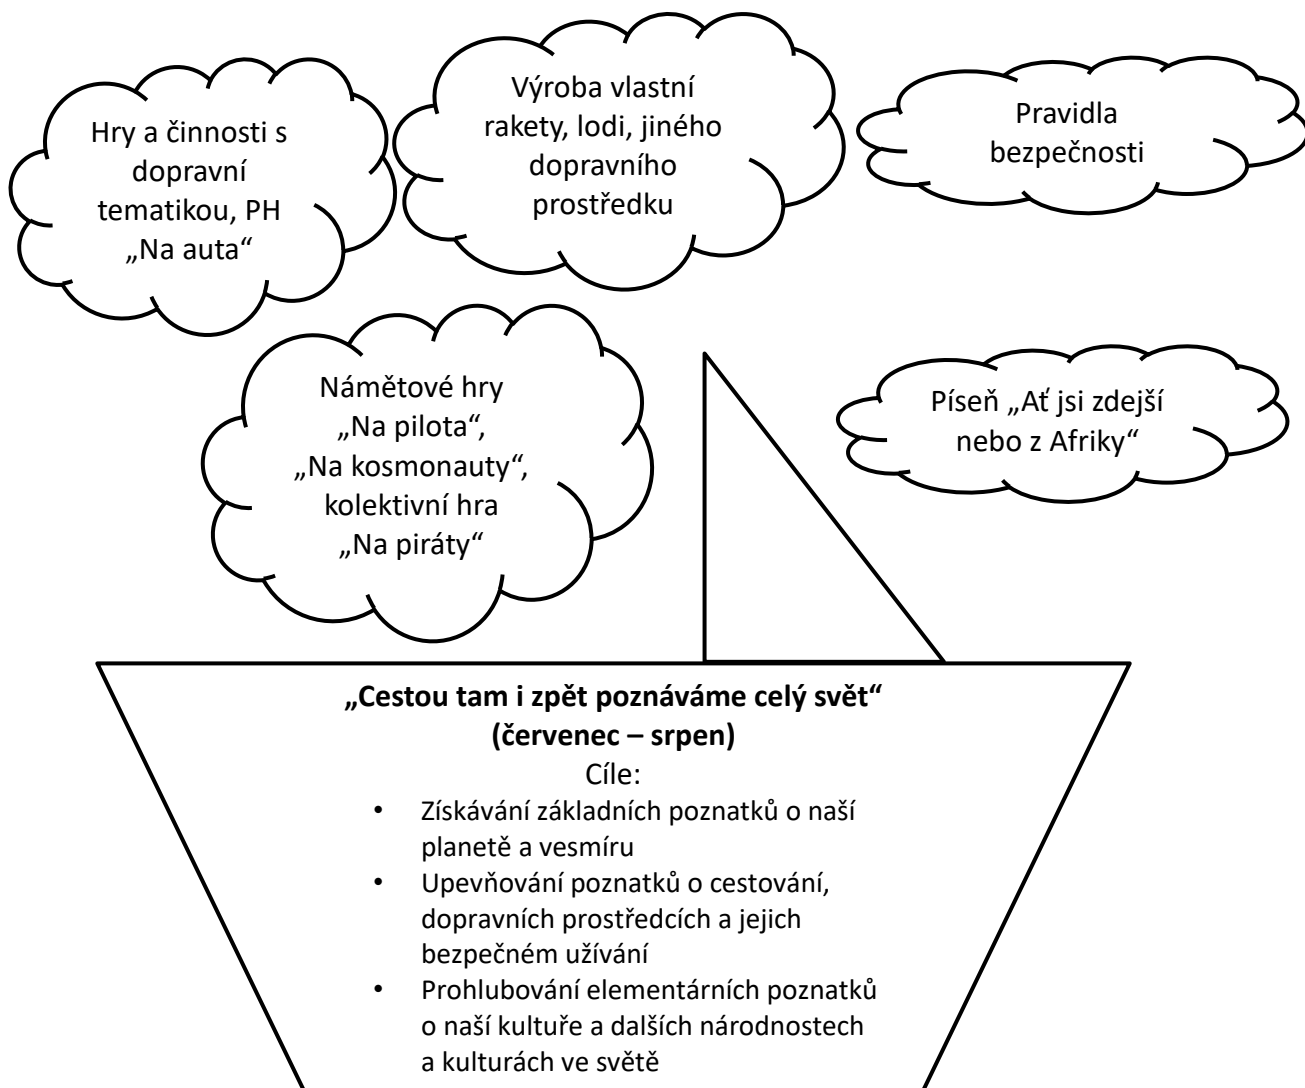 Hry a činnosti s
dopravní
tematikou, PH
„Na auta“
Výroba vlastní
rakety, lodi, jiného
dopravního
prostředku
Pravidla
bezpečnosti
Námětové hry
„Na pilota“,
„Na kosmonauty“,
kolektivní hra
„Na piráty“
Píseň „Ať jsi zdejší
nebo z Afriky“
„Cestou tam i zpět poznáváme celý svět“
(červenec – srpen)
Cíle:
• Získávání základních poznatků o naší
planetě a vesmíru
• Upevňování poznatků o cestování,
dopravních prostředcích a jejich
bezpečném užívání
• Prohlubování elementárních poznatků
o naší kultuře a dalších národnostech
a kulturách ve světě